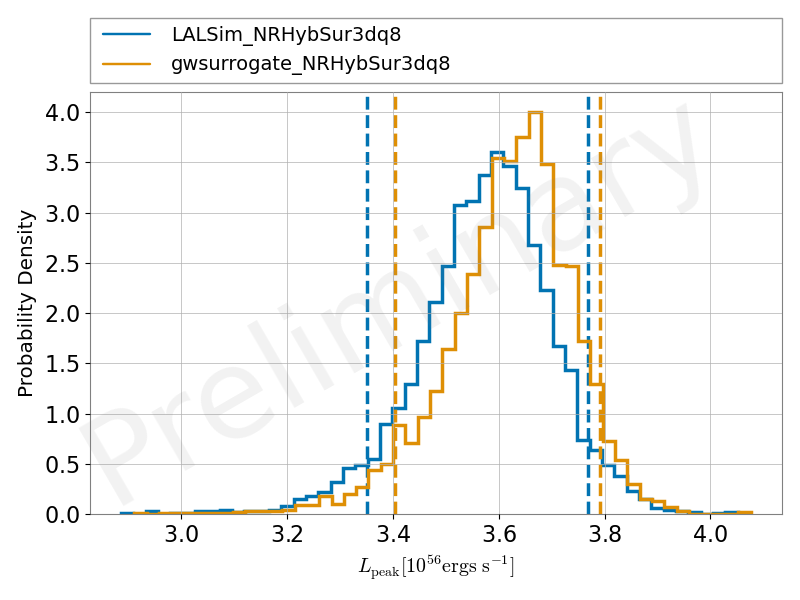 LALSim_NRHybSur3dq8
gwsurrogate_NRHybSur3dq8
Preliminary
4.0
3.5
3.0
2.5
2.0
1.5
1.0
0.5
0.0
Probability Density
3.0 3.2 3.4 3.6 3.8 4.0
L_peak[10^56 ergs s^−1]